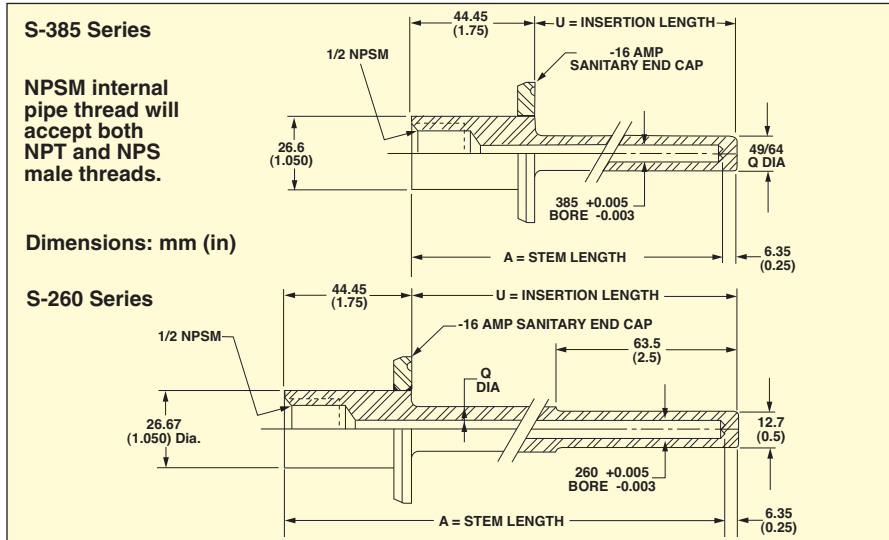 S-385 Series
NPSM internal
pipe thread will
accept both
NPT and NPS
male threads.
Dimensions: mm (in)
44.45
(1.75)
U = INSERTION LENGTH
1/2 NPSM
-16 AMP
SANITARY END CAP
26.6
(1.050)
49/64
Q DIA
385 +0.005
BORE -0.003
A = STEM LENGTH
6.35
(0.25)
S-260 Series
44.45
(1.75)
U = INSERTION LENGTH
1/2 NPSM
-16 AMP SANITARY END CAP
63.5
(2.5)
Q
DIA
26.67
(1.050) Dia.
12.7
(0.5)
260 +0.005
BORE -0.003
A = STEM LENGTH
6.35
(0.25)